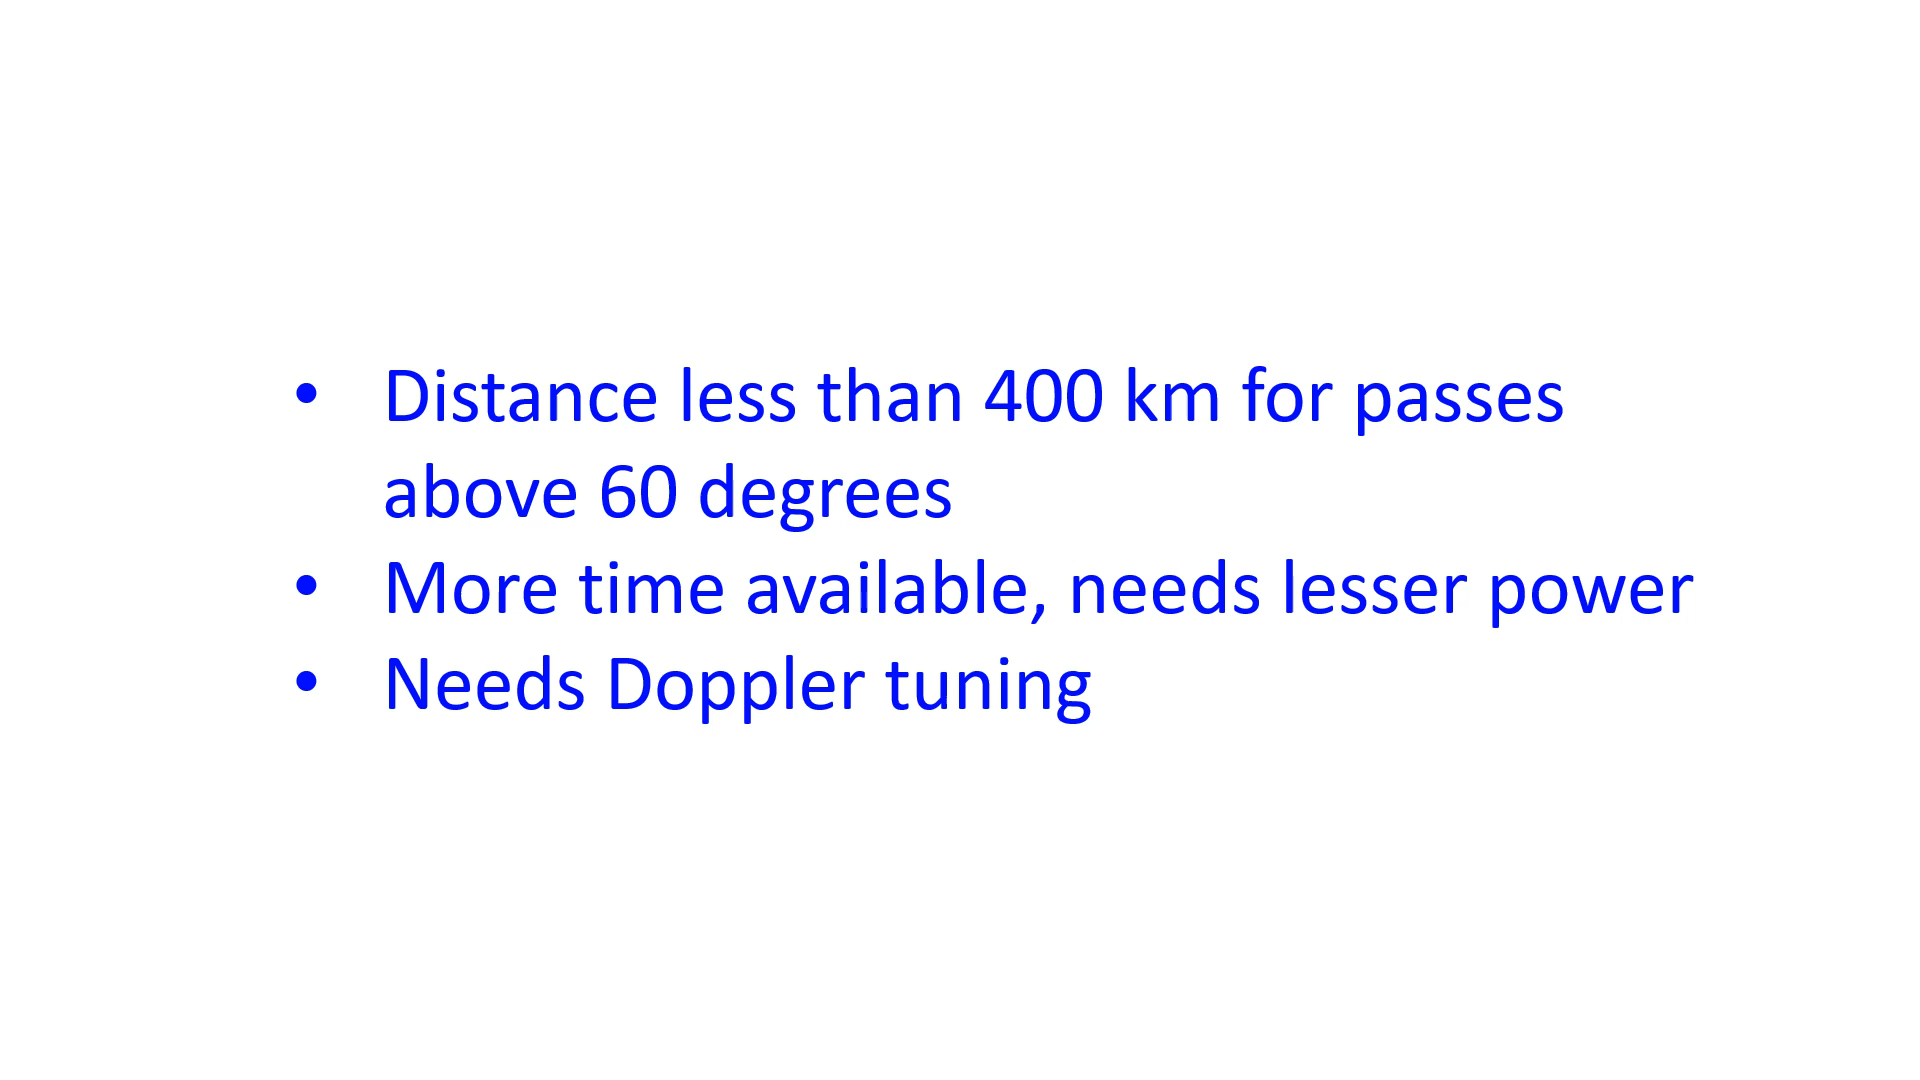 • Distance less than 400 km for passes
above 60 degrees
• More time available, needs lesser power
• Needs Doppler tuning